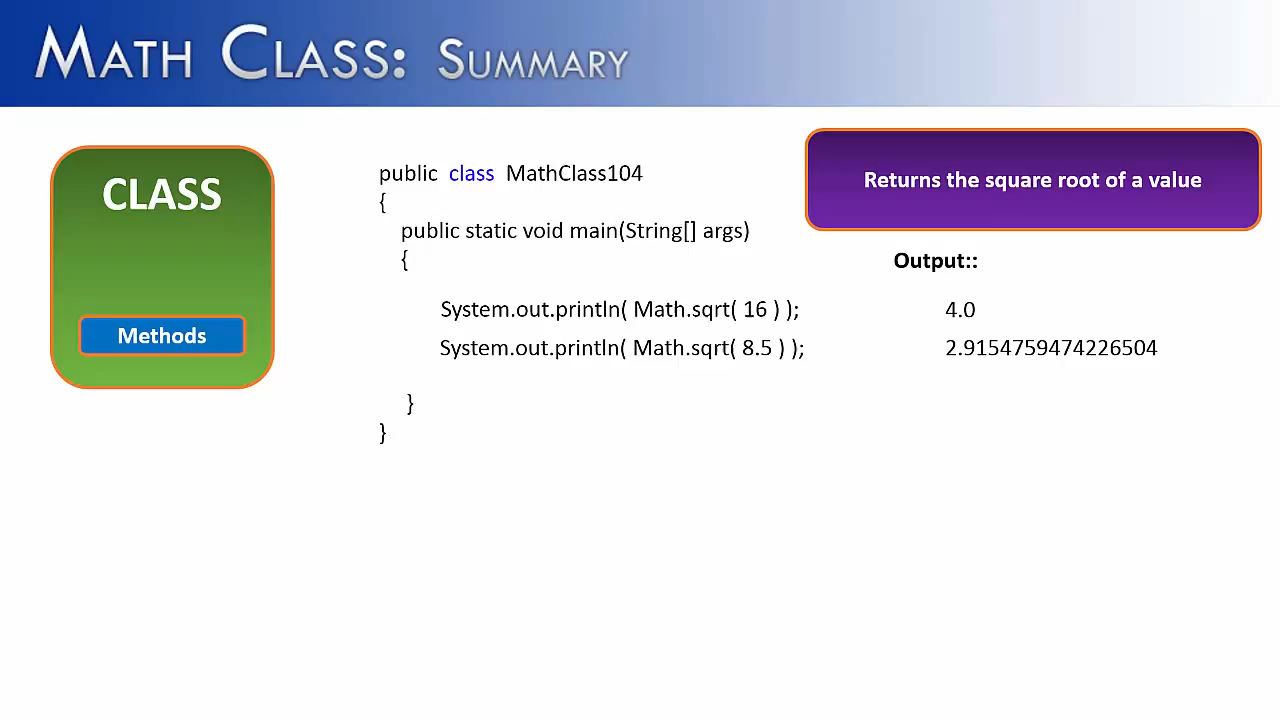 MATH CLASS: SUMMARY
CLASS
Methods
public class MathClass104
{
public static void main(String[] args)
{
System.out.println( Math.sqrt( 16 ) );
System.out.println( Math.sqrt( 8.5 ) );
}
}
Returns the square root of a value
Output::
4.0
2.9154759474226504